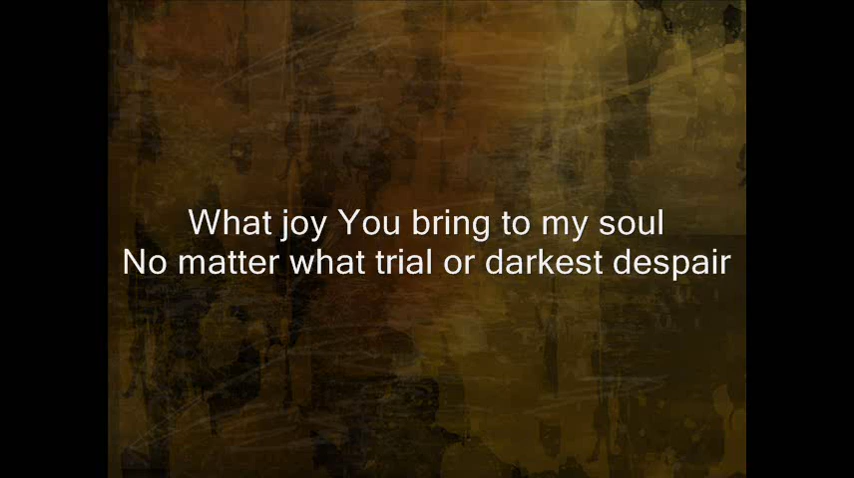 What joy You bring to my soul
No matter what trial or darkest despair